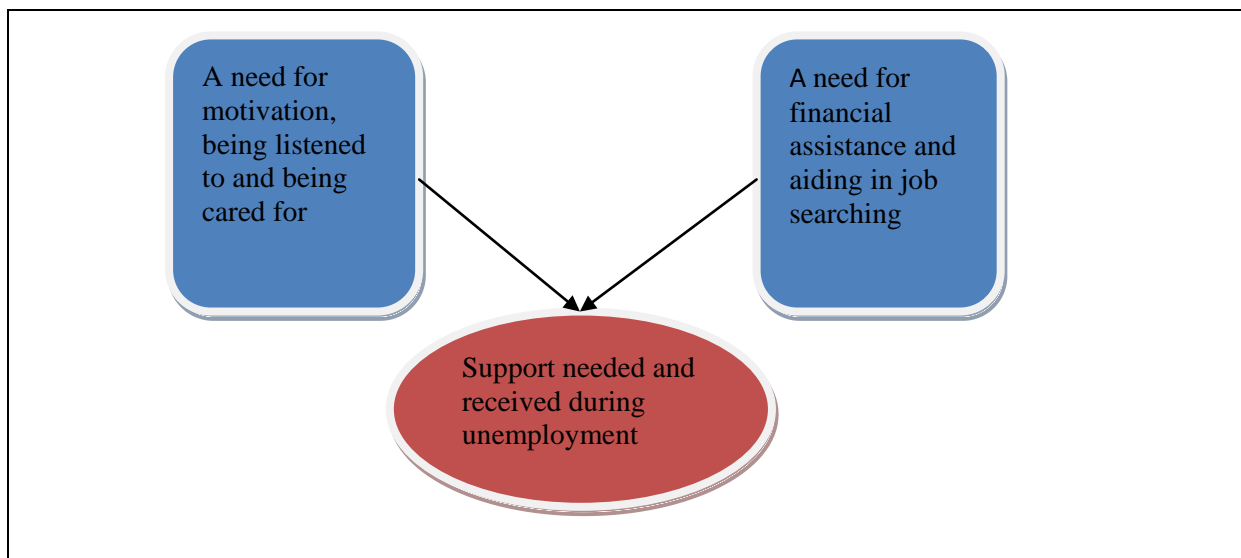 A need for
motivation,
being listened
to and being
cared for
A need for
financial
assistance and
aiding in job
searching
Support needed and
received during
unemployment